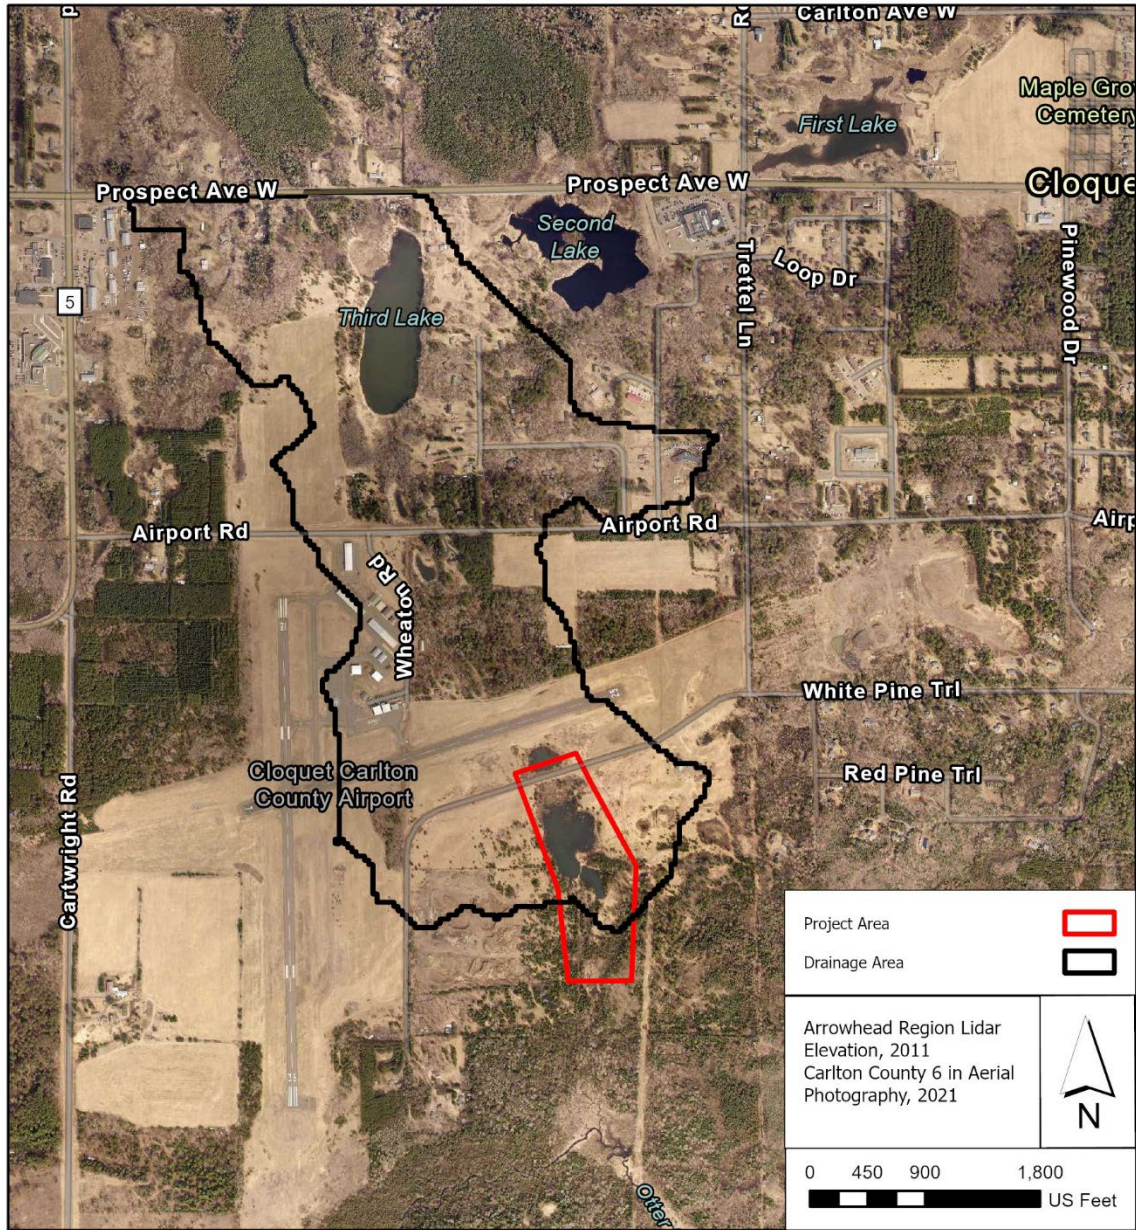 Carlton Ave W
First Lake
Maple Gro
Cemetery
Prospect Ave W
Prospect Ave W
Cloque
Second
Lake
Third Lake
5
Loop Dr
Trettel Ln
Pinewood Dr
Airport Rd
Airport Rd
Airp
Wheaton Rd
White Pine Trl
Red Pine Trl
Cloquet Carlton
County Airport
Cartwright Rd
Otter
Project Area
Drainage Area
Arrowhead Region Lidar
Elevation, 2011
Carlton County 6 in Aerial
Photography, 2021
N
0 450 900 1,800
US Feet